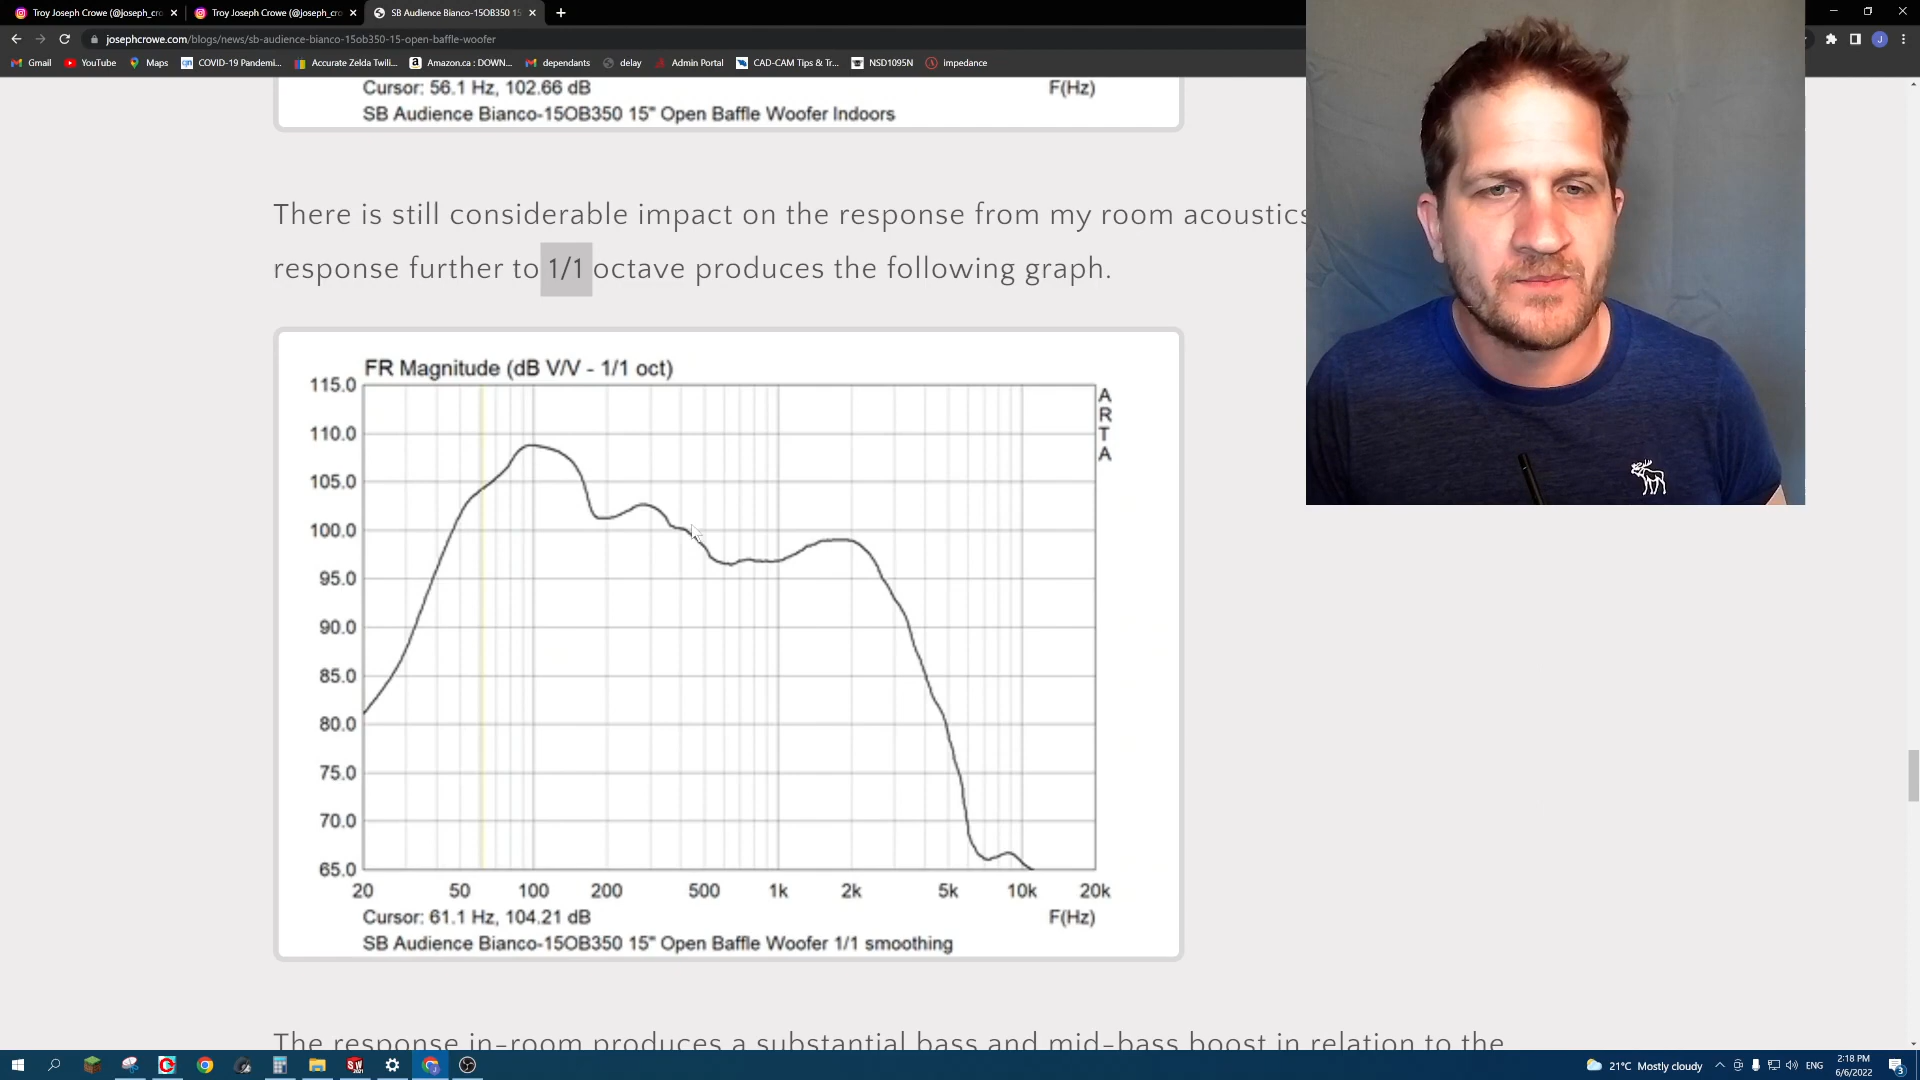 Troy Joseph Crowe (@joseph_cro
Troy Joseph Crowe (@joseph_cro
SB Audience Bianco-15OB350 15
josephcrowe.com/blogs/news/sb-audience-bianco-15ob350-15-open-baffle-woofer
Gmail
YouTube
Maps
COVID-19 Pandemi...
Accurate Zelda Twili...
Amazon.ca : DOWN...
dependants
delay
Admin Portal
CAD-CAM Tips & Tr...
NSD1095N
impedance
Cursor: 56.1 Hz, 102.66 dB
F(Hz)
SB Audience Bianco-15OB350 15" Open Baffle Woofer Indoors
There is still considerable impact on the response from my room acoustics
response further to 1/1 octave produces the following graph.
FR Magnitude (dB V/V - 1/1 oct)
115.0
110.0
105.0
100.0
95.0
90.0
85.0
80.0
75.0
70.0
65.0
A
R
T
A
20 50 100 200 500 1k 2k 5k 10k 20k
Cursor: 61.1 Hz, 104.21 dB
F(Hz)
SB Audience Bianco-15OB350 15" Open Baffle Woofer 1/1 smoothing
The response in-room produces a substantial bass and mid-bass boost in relation to the
21°C Mostly cloudy
ENG
2:18 PM
6/6/2022